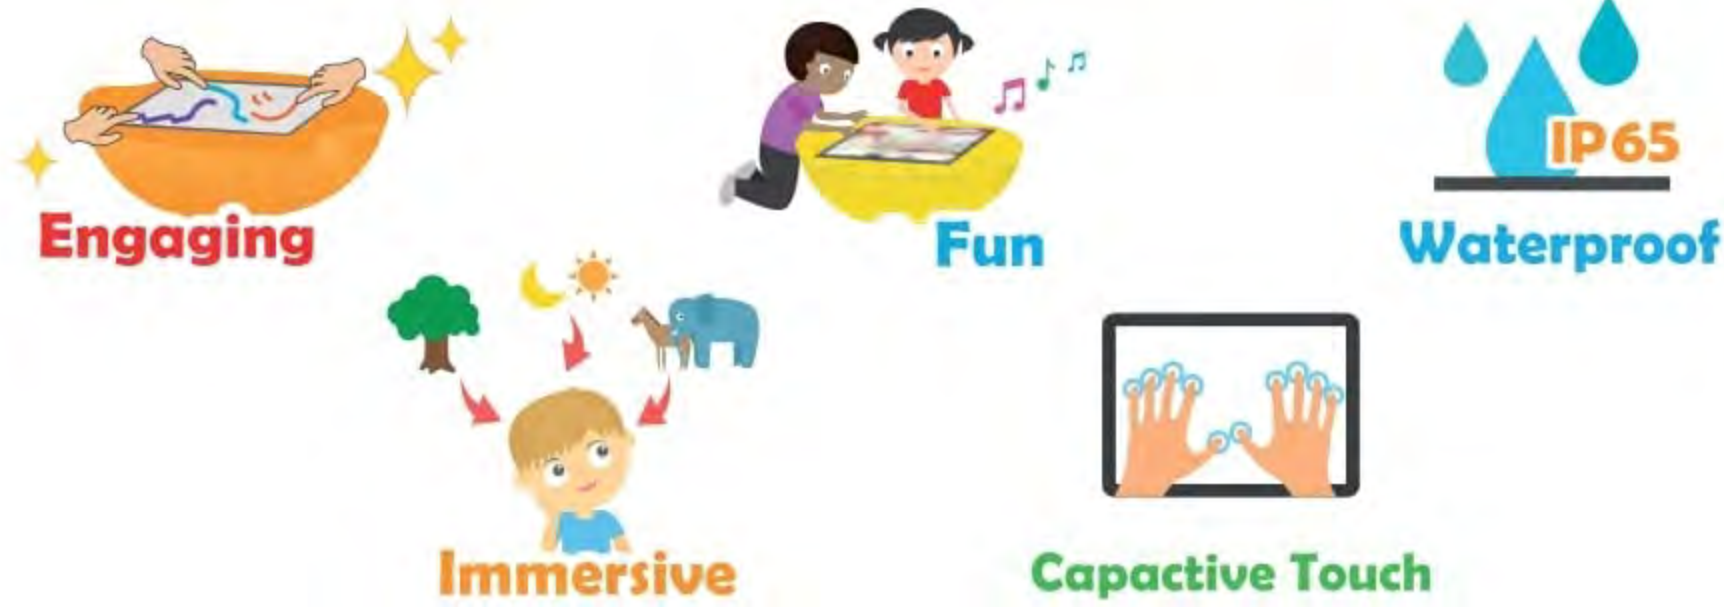 IP65
Engaging
Fun
Waterproof
Immersive
Capactive Touch